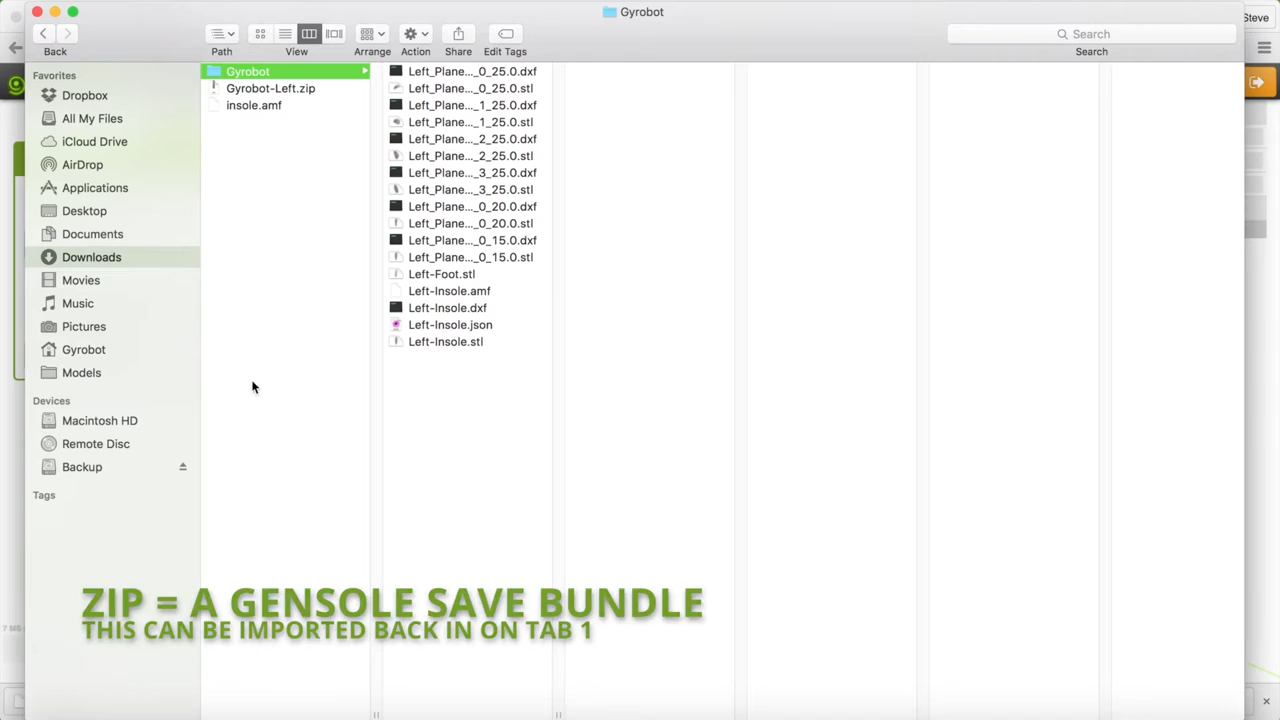 Gyrobot
Steve
Back
Path
View
Arrange
Action
Share
Edit Tags
Search
Search
Favorites
Dropbox
All My Files
iCloud Drive
AirDrop
Applications
Desktop
Documents
Downloads
Movies
Music
Pictures
Gyrobot
Models
Devices
Macintosh HD
Remote Disc
Backup
Tags
Gyrobot
Gyrobot-Left.zip
insole.amf
Left_Plane..._0_25.0.dxf
Left_Plane..._0_25.0.stl
Left_Plane..._1_25.0.dxf
Left_Plane..._1_25.0.stl
Left_Plane..._2_25.0.dxf
Left_Plane..._2_25.0.stl
Left_Plane..._3_25.0.dxf
Left_Plane..._3_25.0.stl
Left_Plane..._0_20.0.dxf
Left_Plane..._0_20.0.stl
Left_Plane..._0_15.0.dxf
Left_Plane..._0_15.0.stl
Left-Foot.stl
Left-Insole.amf
Left-Insole.dxf
Left-Insole.json
Left-Insole.stl
ZIP = A GENSOLE SAVE BUNDLE
THIS CAN BE IMPORTED BACK IN ON TAB 1